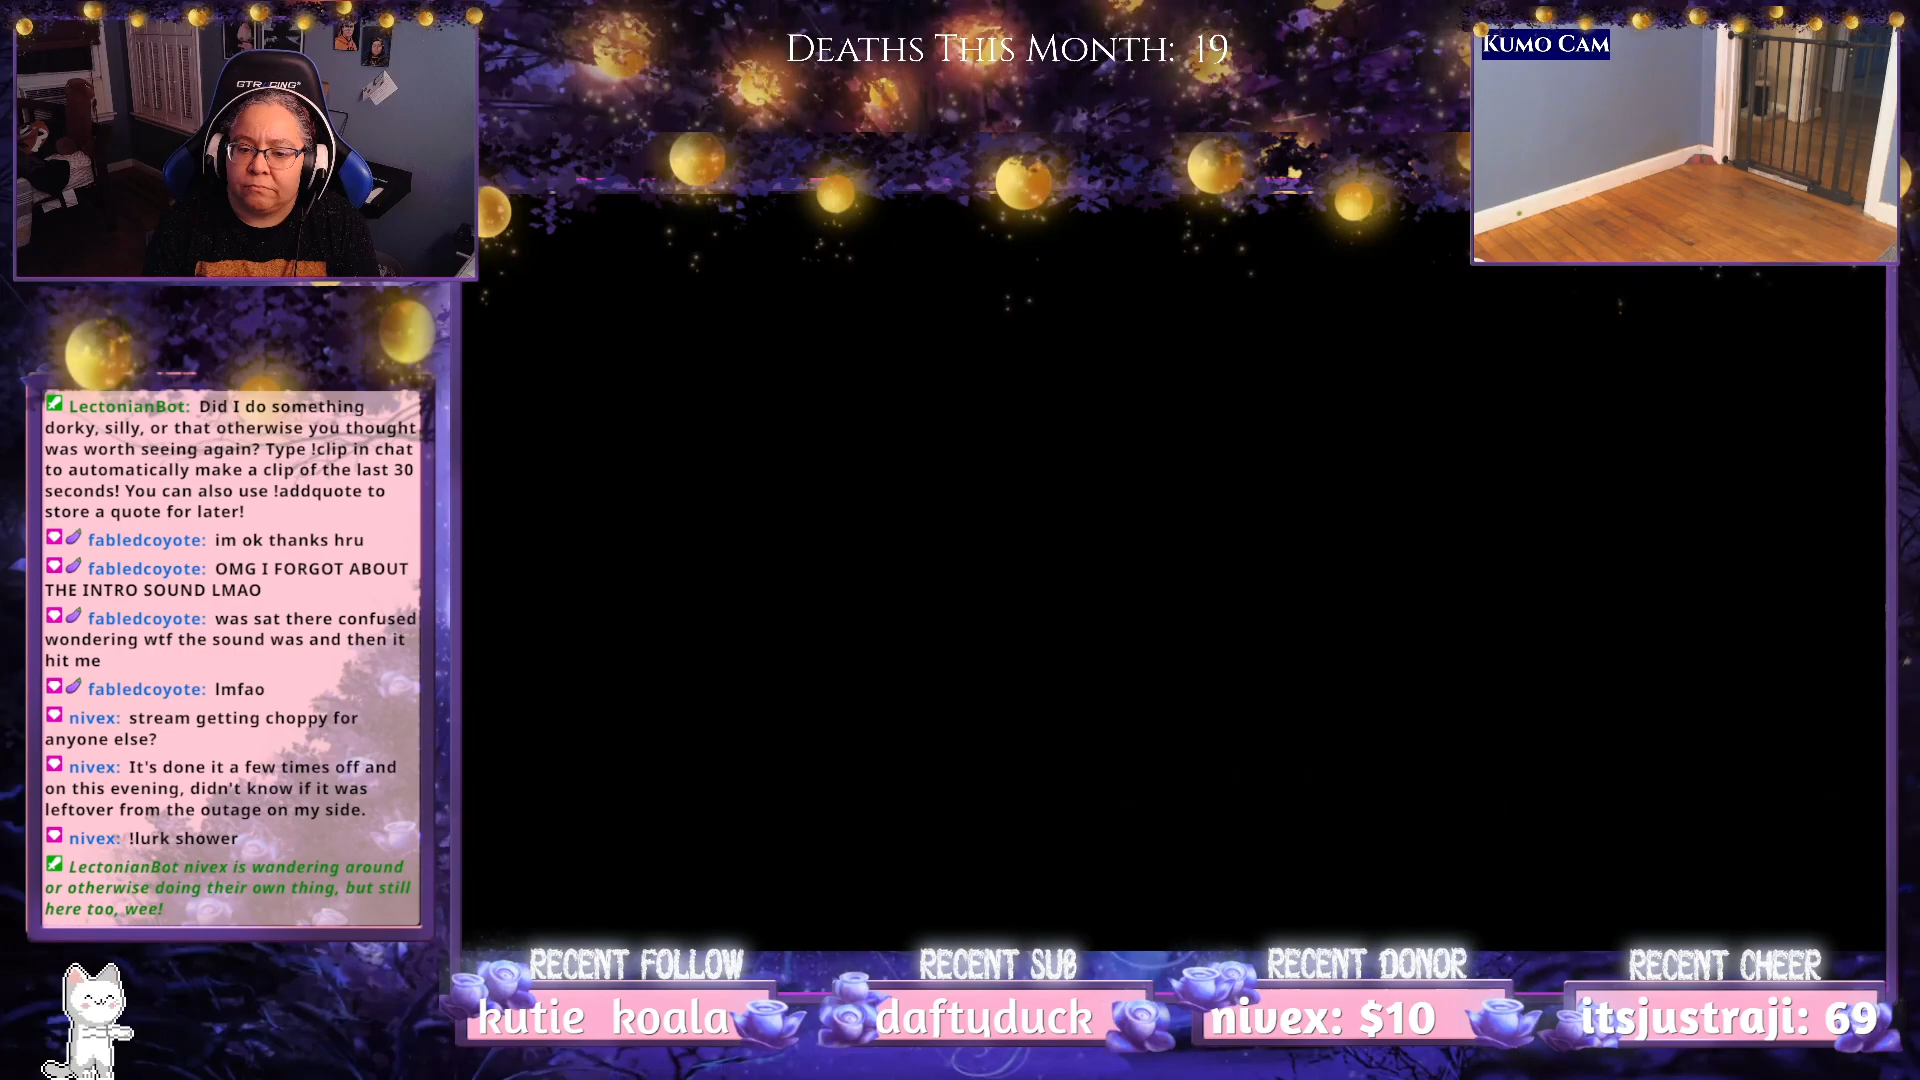 Deaths This Month: 19
Kumo Cam
GTRACING
LectonianBot: Did I do something
dorky, silly, or that otherwise you thought
was worth seeing again? Type !clip in chat
to automatically make a clip of the last 30
seconds! You can also use !addquote to
store a quote for later!
fabledcoyote: im ok thanks hru
fabledcoyote: OMG I FORGOT ABOUT
THE INTRO SOUND LMAO
fabledcoyote: was sat there confused
wondering wtf the sound was and then it
hit me
fabledcoyote: lmfao
nivex: stream getting choppy for
anyone else?
nivex: It's done it a few times off and
on this evening, didn't know if it was
leftover from the outage on my side.
nivex: !lurk shower
LectonianBot nivex is wandering around
or otherwise doing their own thing, but still
here too, wee!
RECENT FOLLOW
kutie_koala
RECENT SUB
daftyduck
RECENT DONOR
nivex: $10
RECENT CHEER
itsjustraji: 69